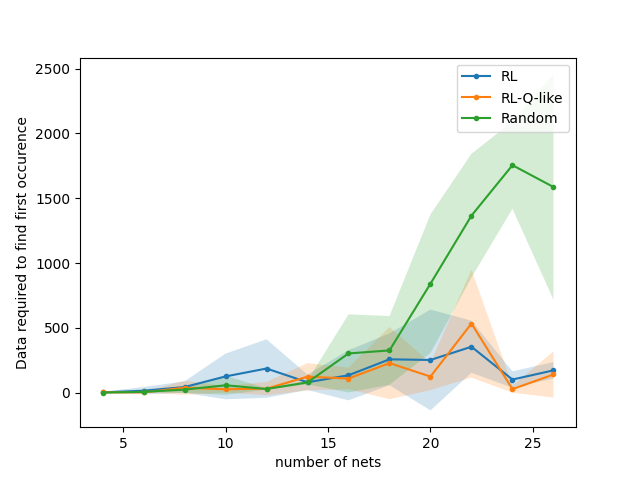 2500
2000
1500
1000
500
0
Data required to find first occurence
5
10
15
20
25
number of nets
RL
RL-Q-like
Random